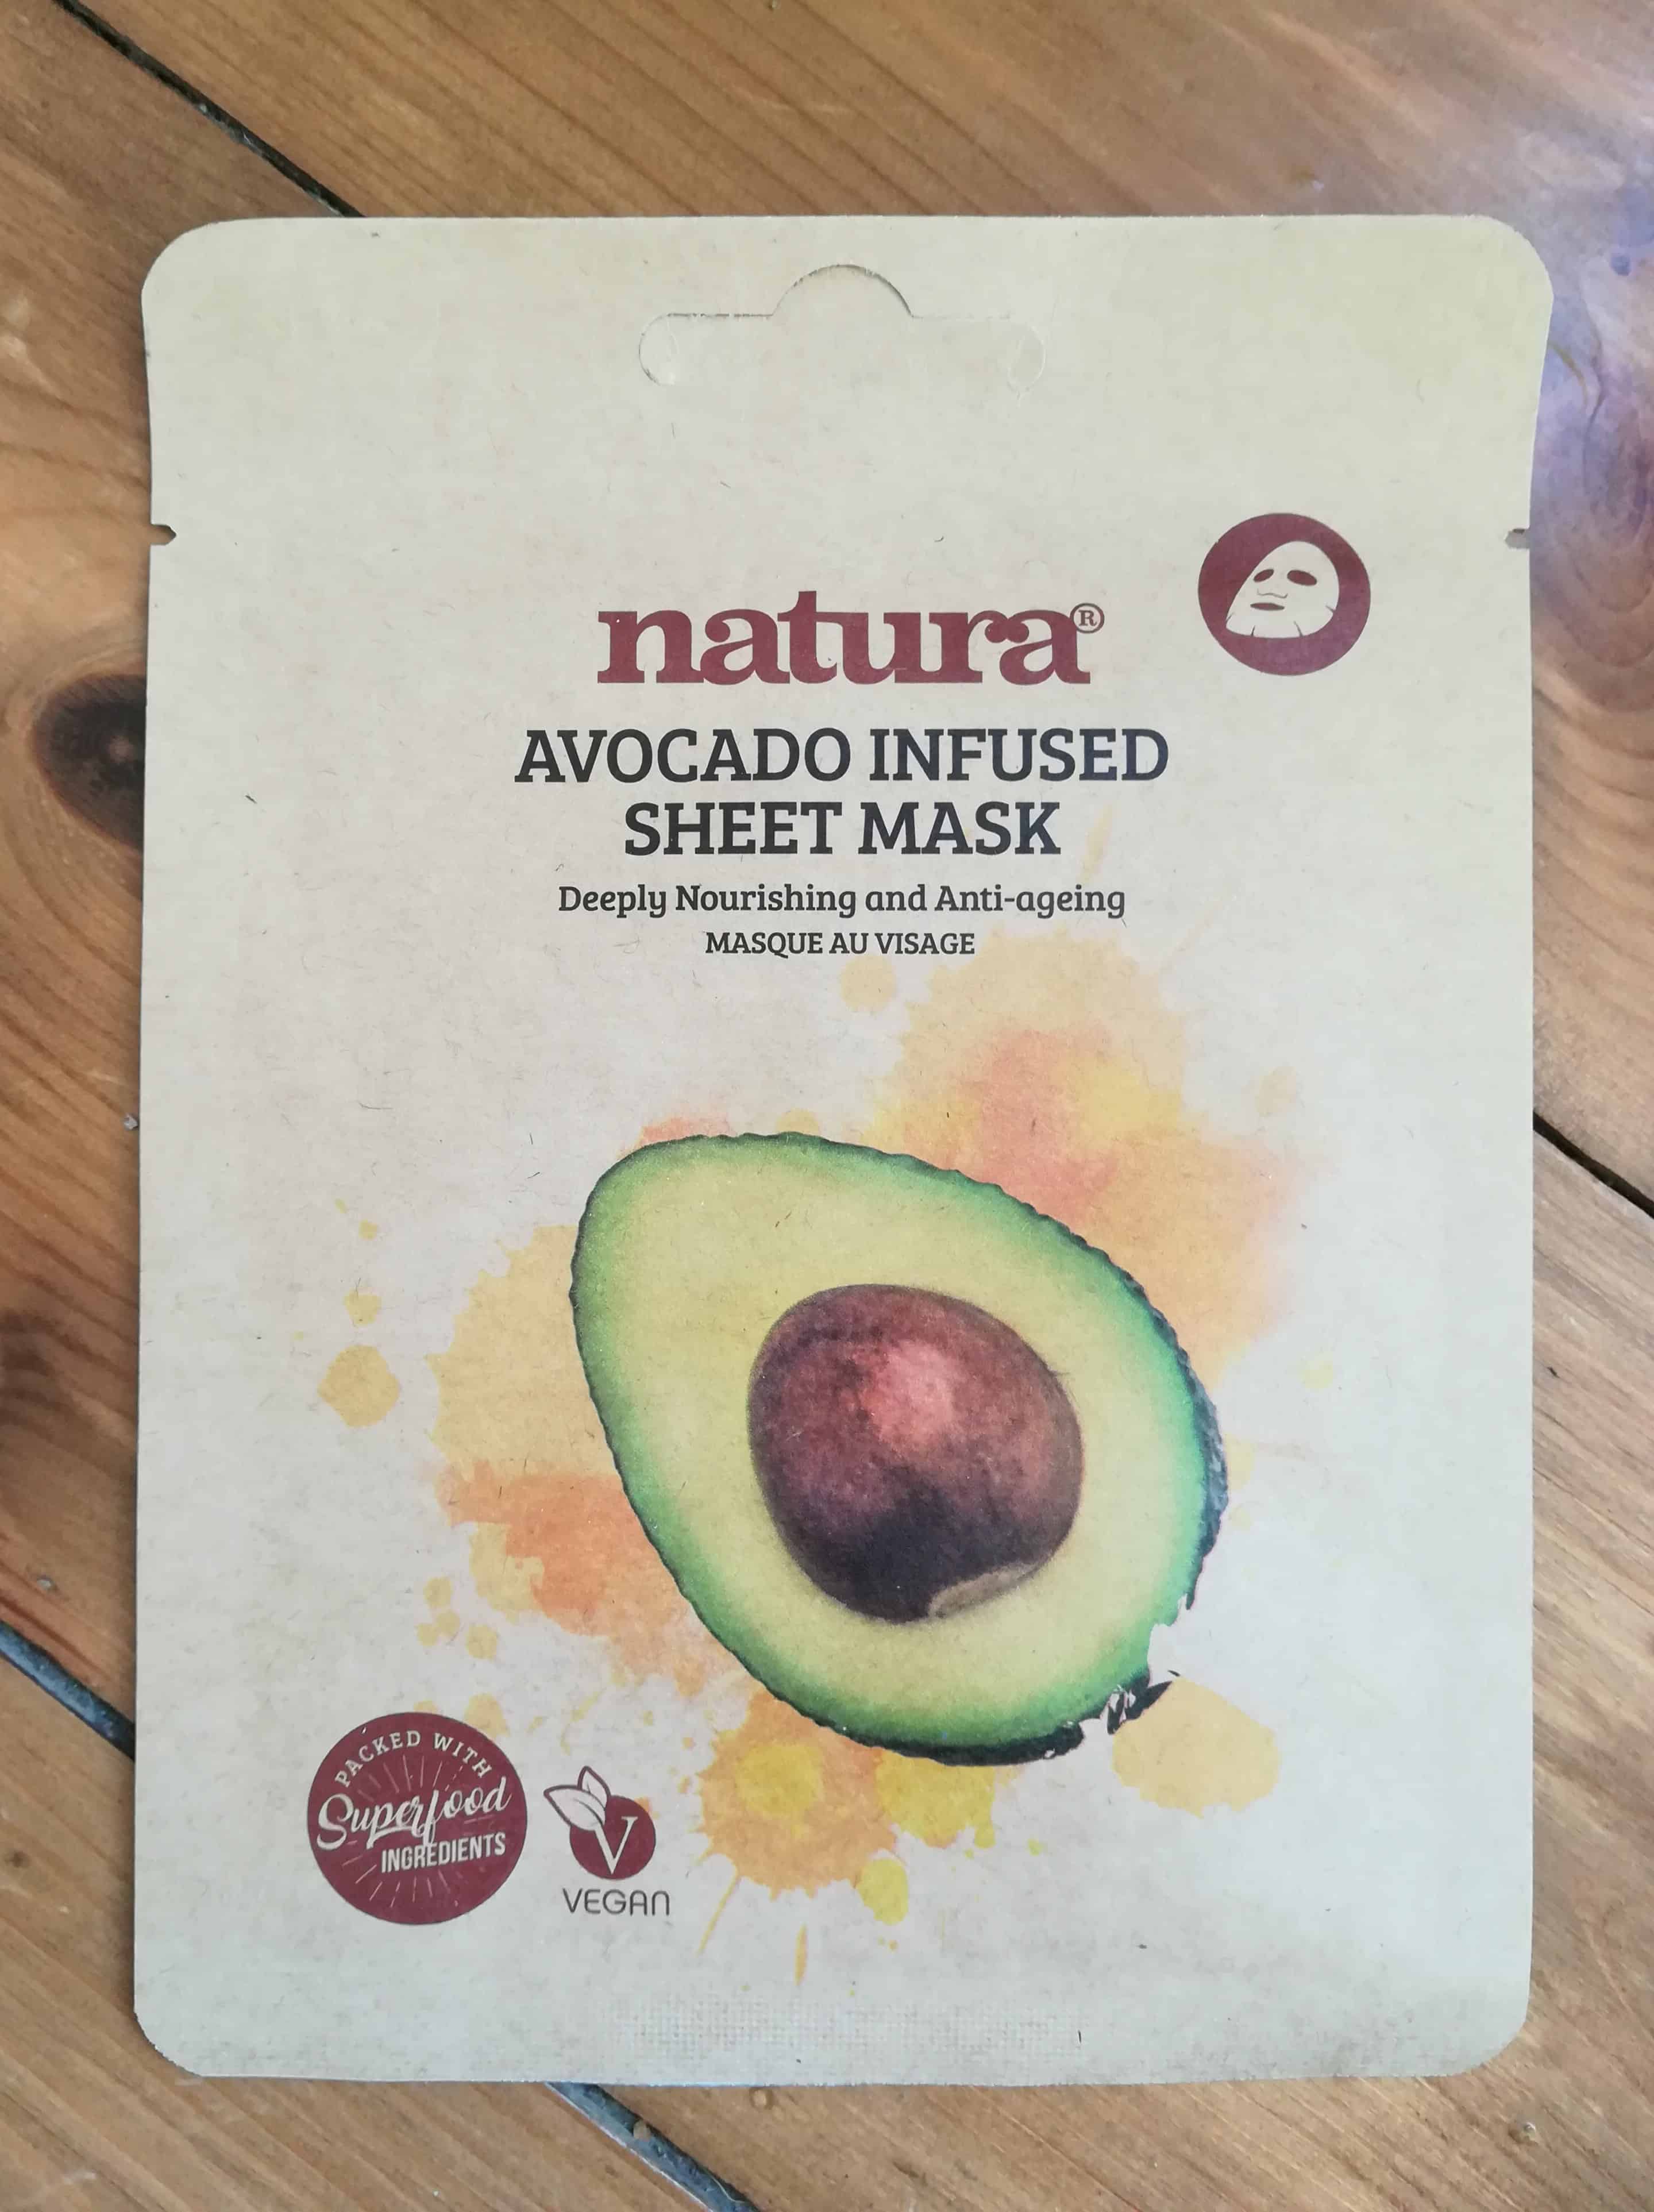 natura®
AVOCADO INFUSED
SHEET MASK
Deeply Nourishing and Anti-ageing
MASQUE AU VISAGE
PACKED WITH
Superfood
INGREDIENTS
V
VEGAN